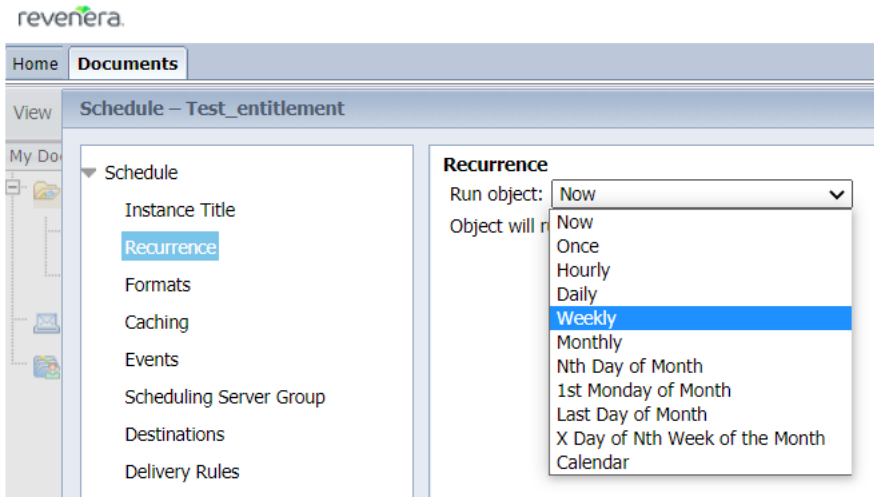 revenera.
Home Documents
View
Schedule – Test_entitlement
My Do
Schedule
Instance Title
Recurrence
Formats
Caching
Events
Scheduling Server Group
Destinations
Delivery Rules
Recurrence
Run object: Now
Object will r
Now
Once
Hourly
Daily
Weekly
Monthly
Nth Day of Month
1st Monday of Month
Last Day of Month
X Day of Nth Week of the Month
Calendar